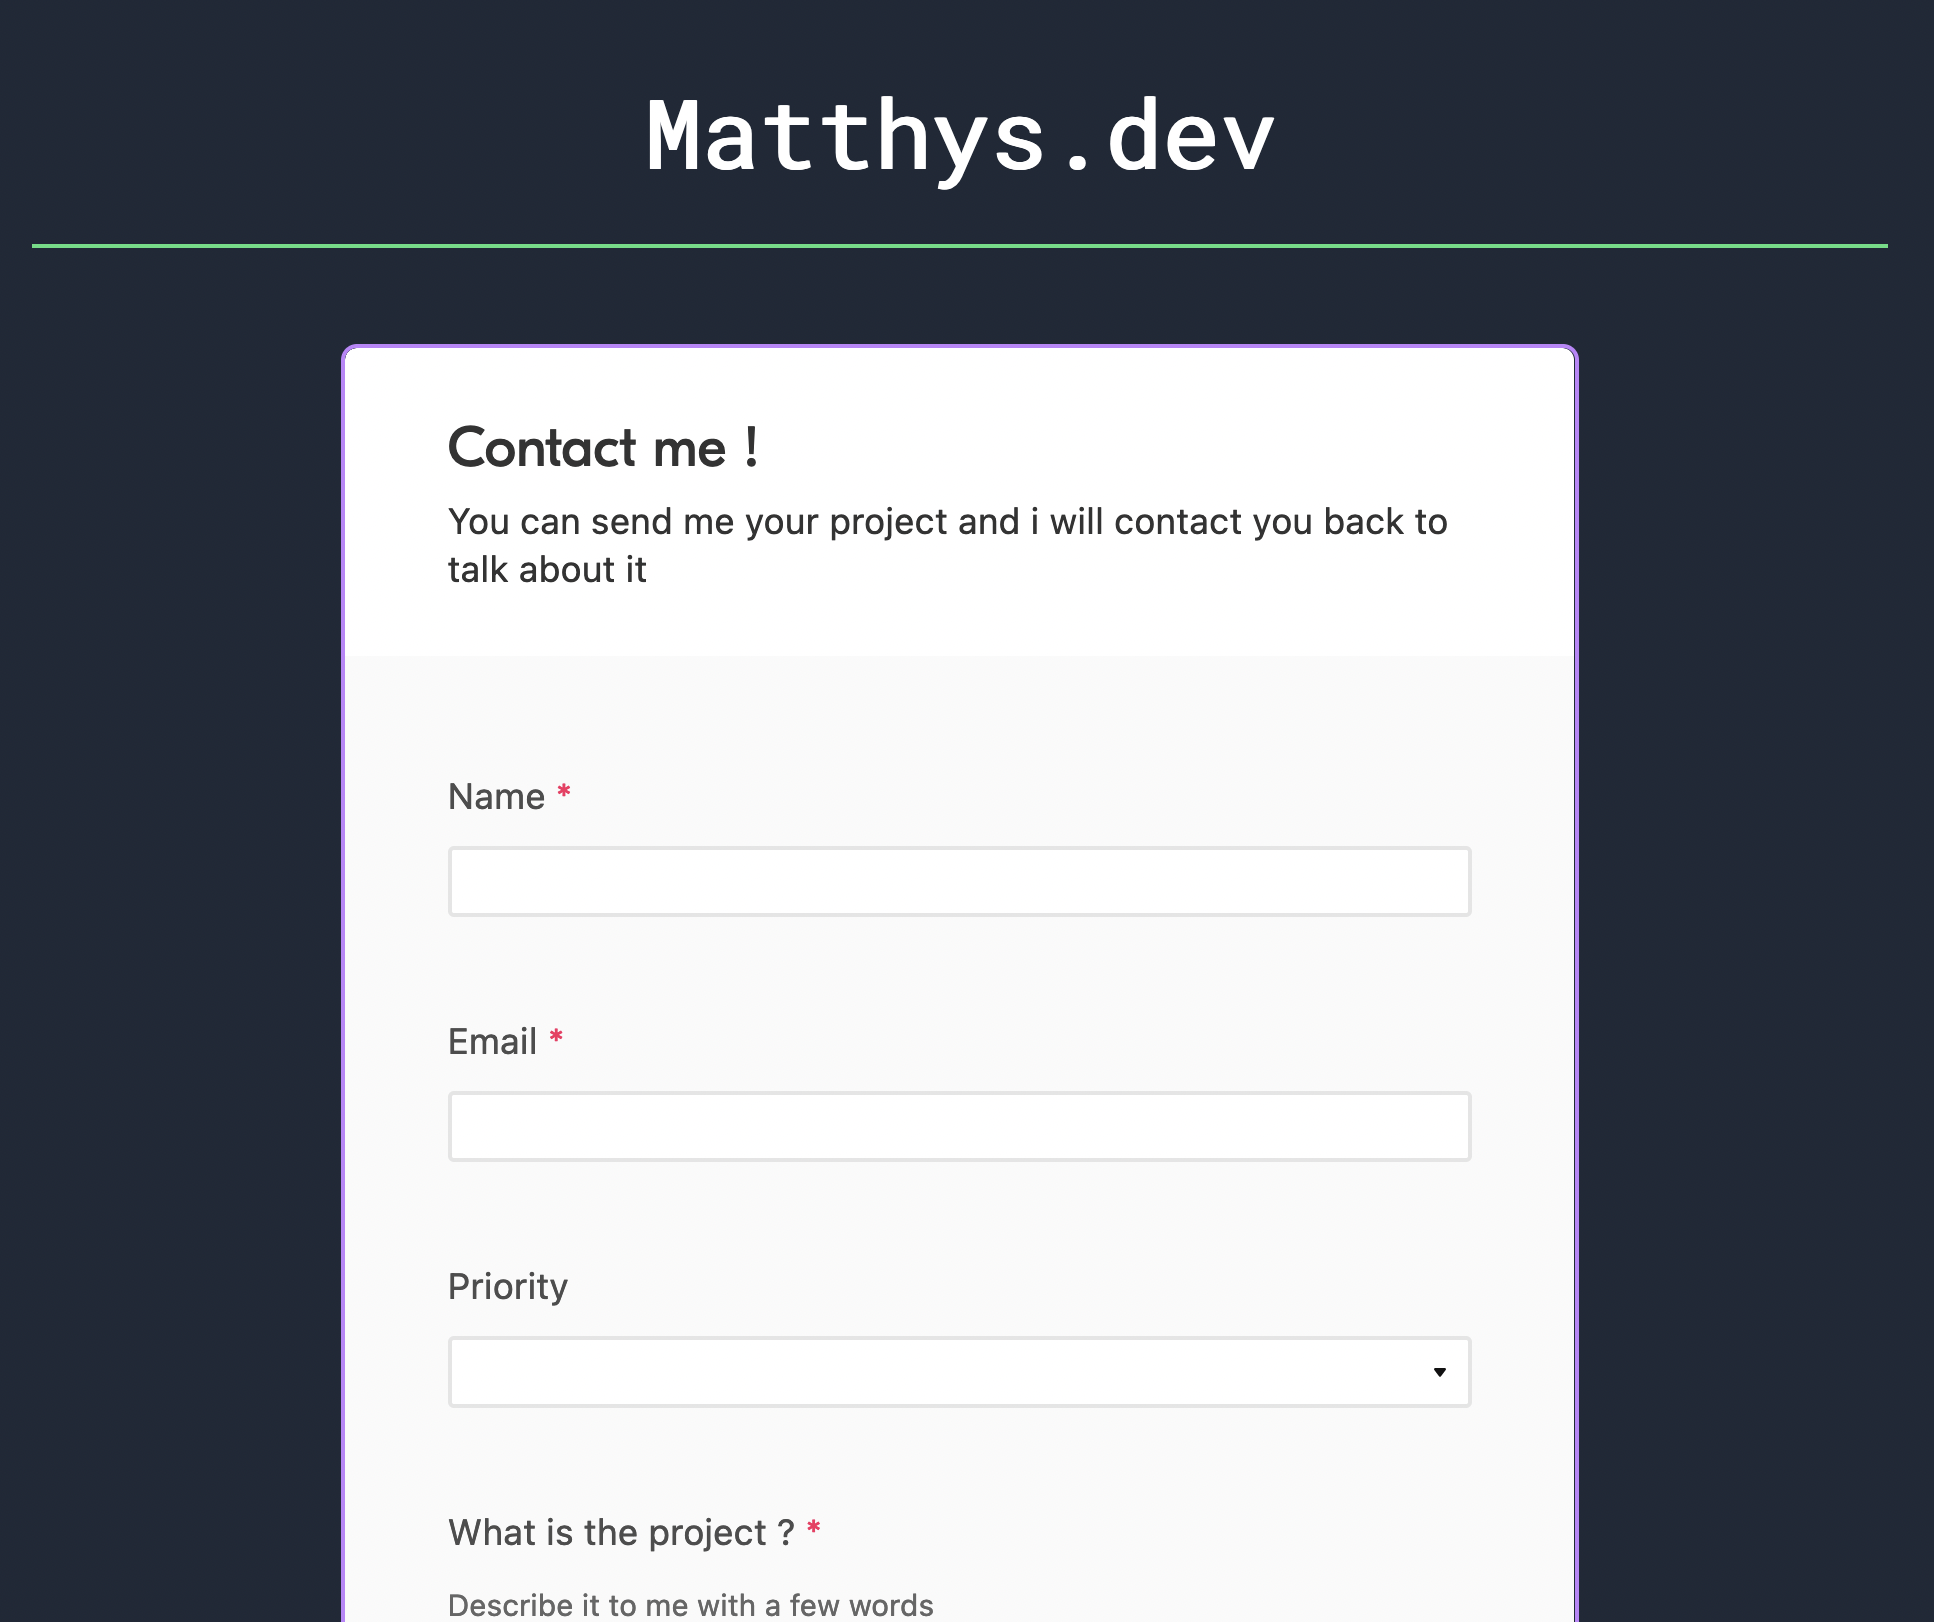 Matthys.dev
Contact me !
You can send me your project and i will contact you back to
talk about it
Name *
Email *
Priority
What is the project ? *
Describe it to me with a few words